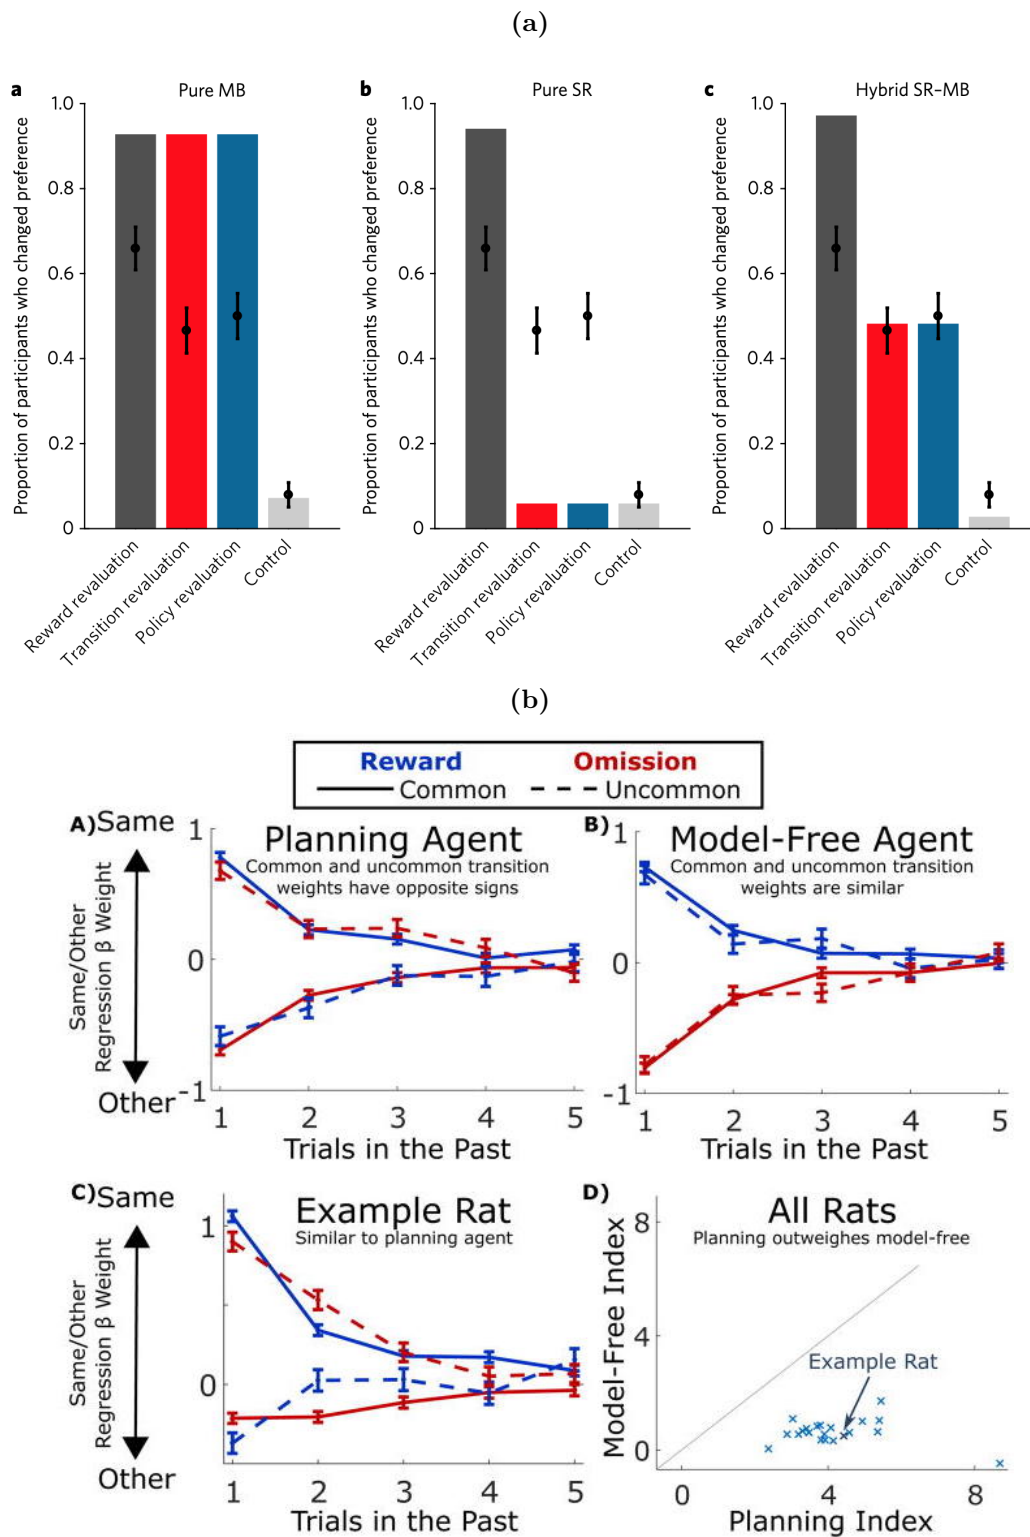 (a)
a Pure MB
Proportion of participants who changed preference
1.0
0.8
0.6
0.4
0.2
0
Reward revaluation
Transition revaluation
Policy revaluation
Control
b Pure SR
Proportion of participants who changed preference
1.0
0.8
0.6
0.4
0.2
0
Reward revaluation
Transition revaluation
Policy revaluation
Control
c Hybrid SR–MB
Proportion of participants who changed preference
1.0
0.8
0.6
0.4
0.2
0
Reward revaluation
Transition revaluation
Policy revaluation
Control
(b)
Reward Omission
Common Uncommon
A) Same
Same/Other
Regression β Weight
Other
1
0
-1
Planning Agent
Common and uncommon transition
weights have opposite signs
1 2 3 4 5
Trials in the Past
B)
1
0
-1
Model-Free Agent
Common and uncommon transition
weights are similar
1 2 3 4 5
Trials in the Past
C) Same
Same/Other
Regression β Weight
Other
1
0
Example Rat
Similar to planning agent
1 2 3 4 5
Trials in the Past
D)
Model-Free Index
8
4
0
All Rats
Planning outweighes model-free
Example Rat
0 4 8
Planning Index